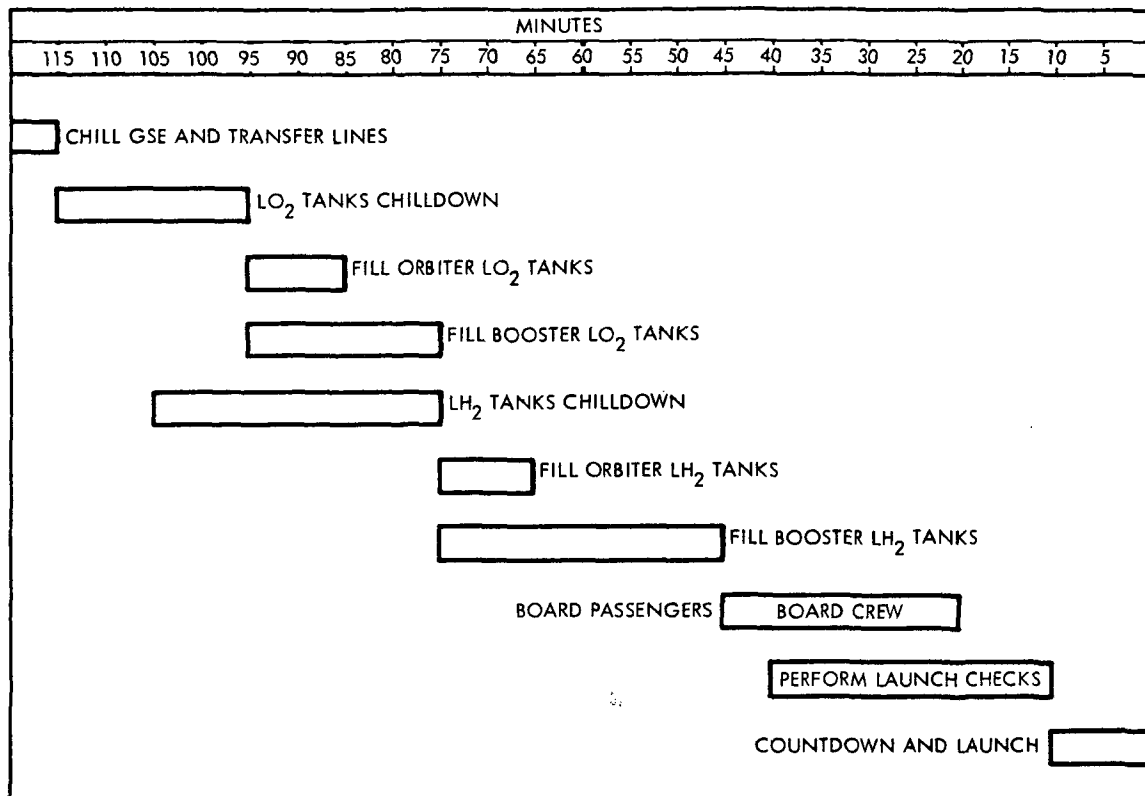 MINUTES
115 110 105 100 95 90 85 80 75 70 65 60 55 50 45 40 35 30 25 20 15 10 5
CHILL GSE AND TRANSFER LINES
LO2 TANKS CHILLDOWN
FILL ORBITER LO2 TANKS
FILL BOOSTER LO2 TANKS
LH2 TANKS CHILLDOWN
FILL ORBITER LH2 TANKS
FILL BOOSTER LH2 TANKS
BOARD PASSENGERS BOARD CREW
PERFORM LAUNCH CHECKS
COUNTDOWN AND LAUNCH